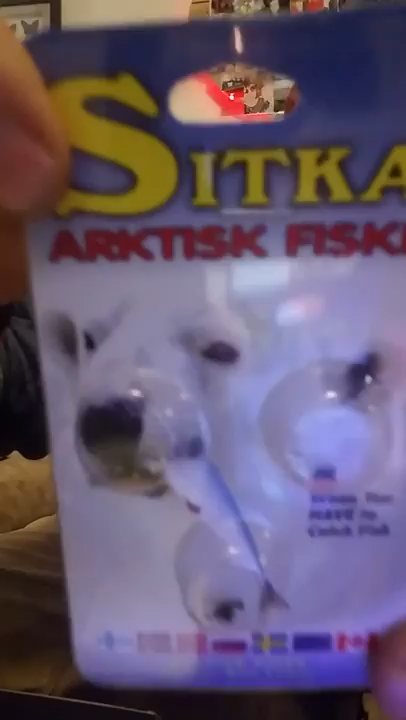 SITKA
ARKTISK FISK
When You
HAVE to
Catch Fish